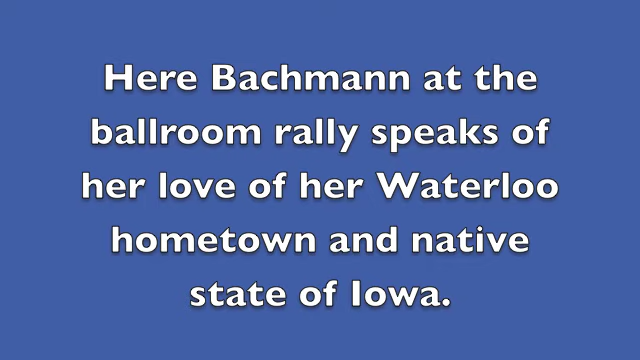 Here Bachmann at the
ballroom rally speaks of
her love of her Waterloo
hometown and native
state of Iowa.